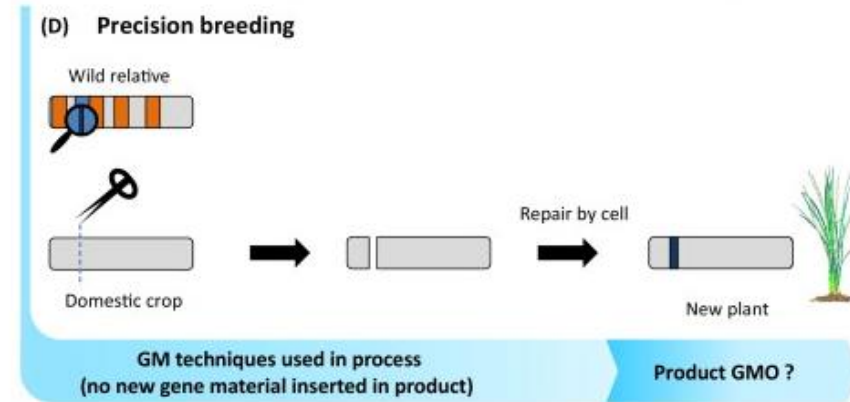 (D) Precision breeding
Wild relative
Repair by cell
Domestic crop
New plant
GM techniques used in process
(no new gene material inserted in product)
Product GMO ?